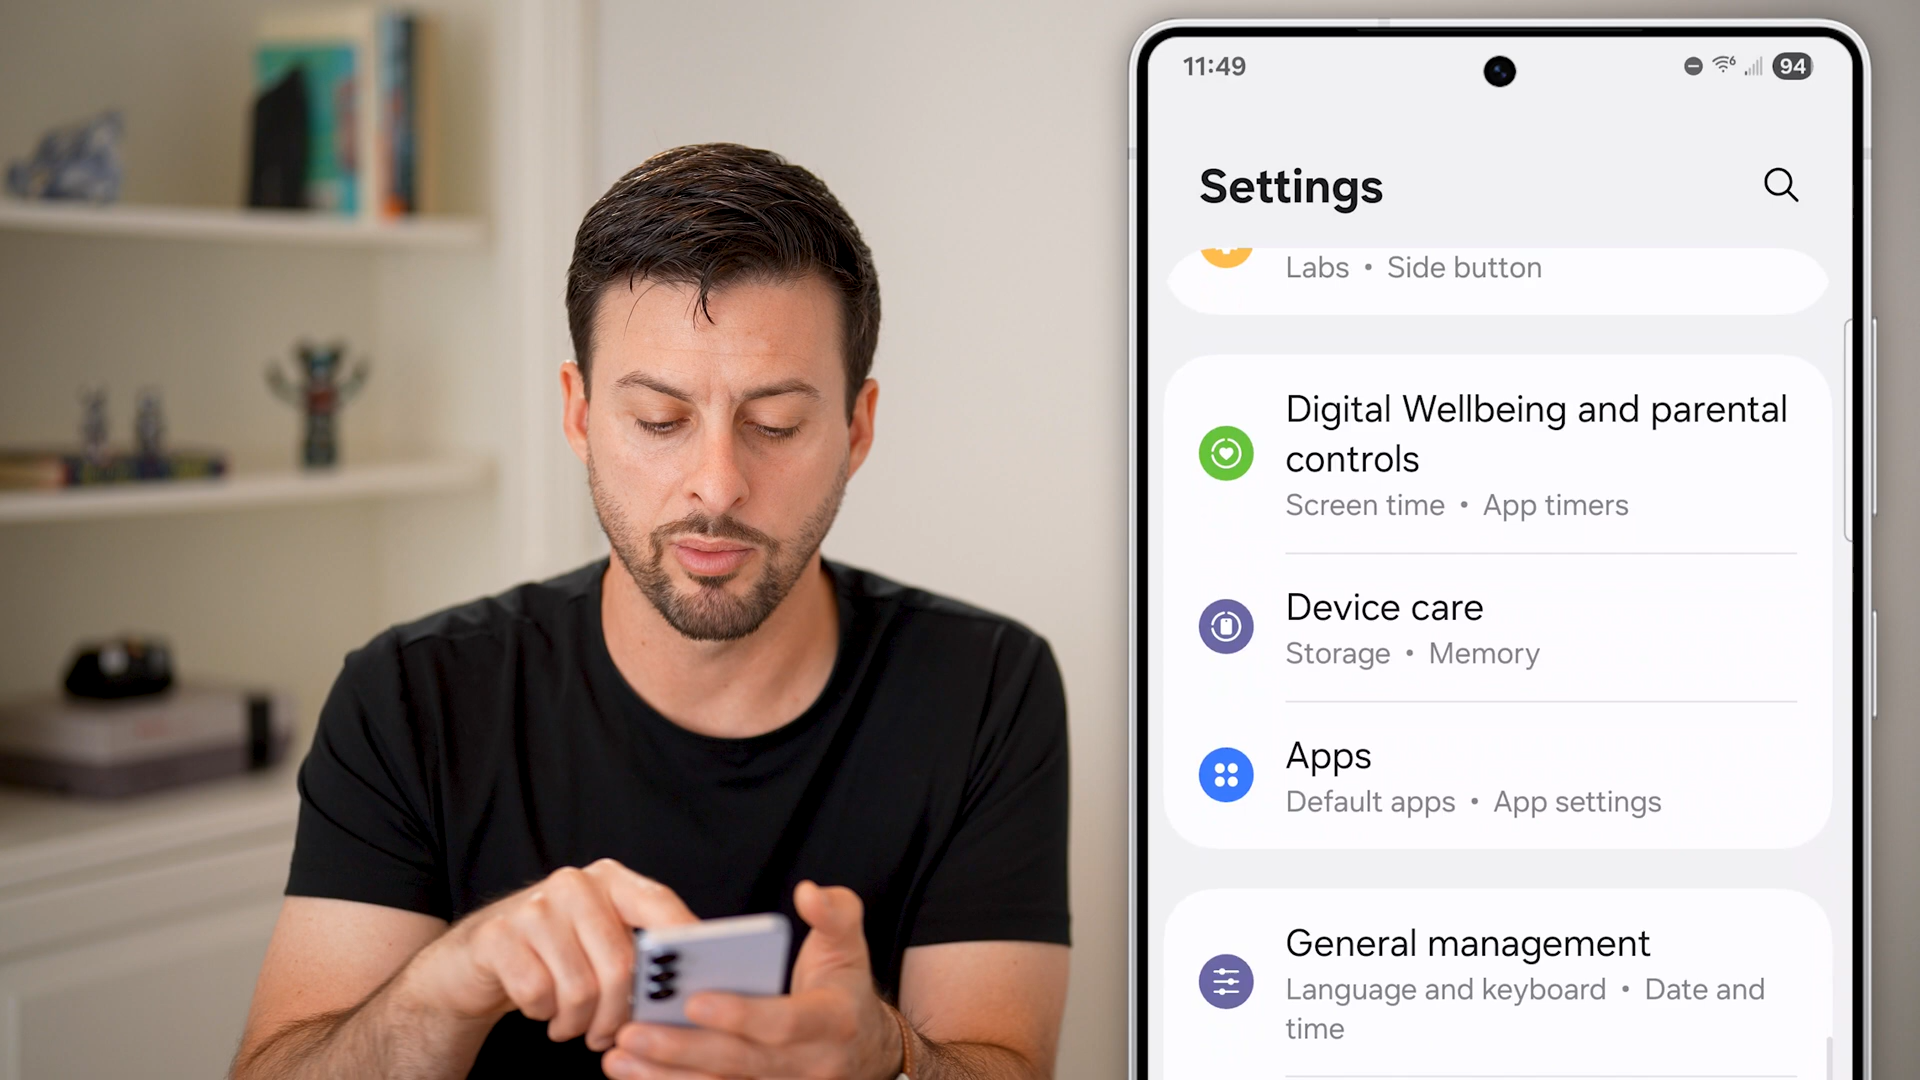 11:49
94
Settings
Labs • Side button
Digital Wellbeing and parental
controls
Screen time • App timers
Device care
Storage • Memory
Apps
Default apps • App settings
General management
Language and keyboard • Date and
time